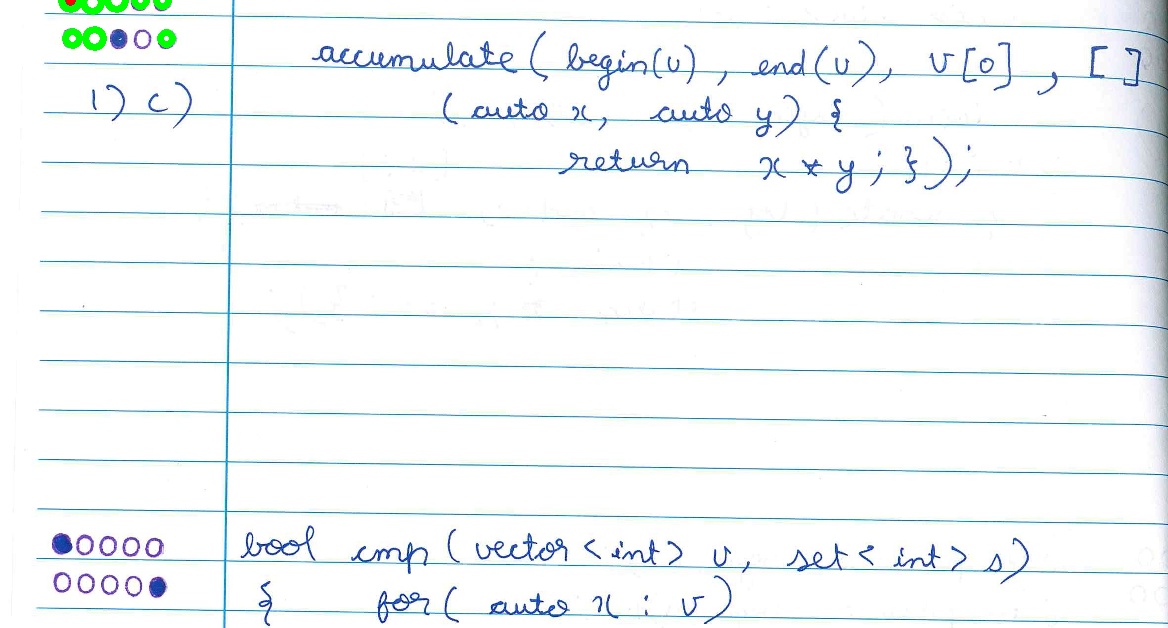 accumulate ( begin(v) , end(v), v[0] , [ ]
1) c) ( auto x, auto y) {
return x * y ; } );
bool cmp ( vector < int > v, set < int > s)
{ for ( auto x : v )